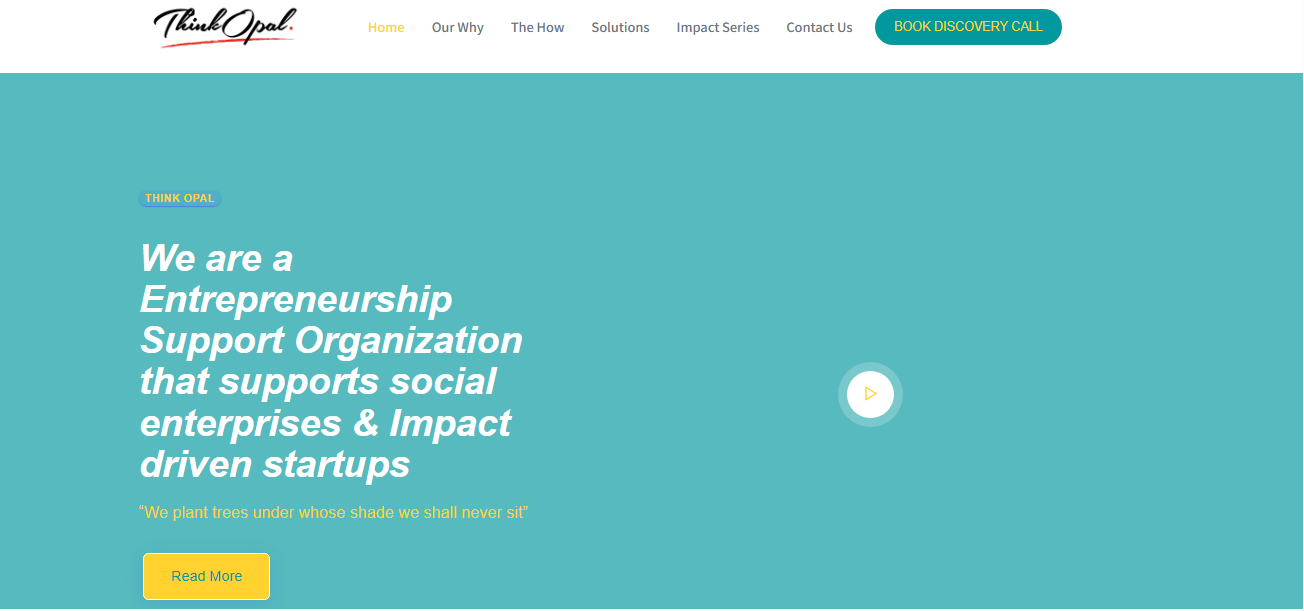 ThinkOpal.
Home Our Why The How Solutions Impact Series Contact Us BOOK DISCOVERY CALL
THINK OPAL
We are a
Entrepreneurship
Support Organization
that supports social
enterprises & Impact
driven startups
“We plant trees under whose shade we shall never sit”
Read More